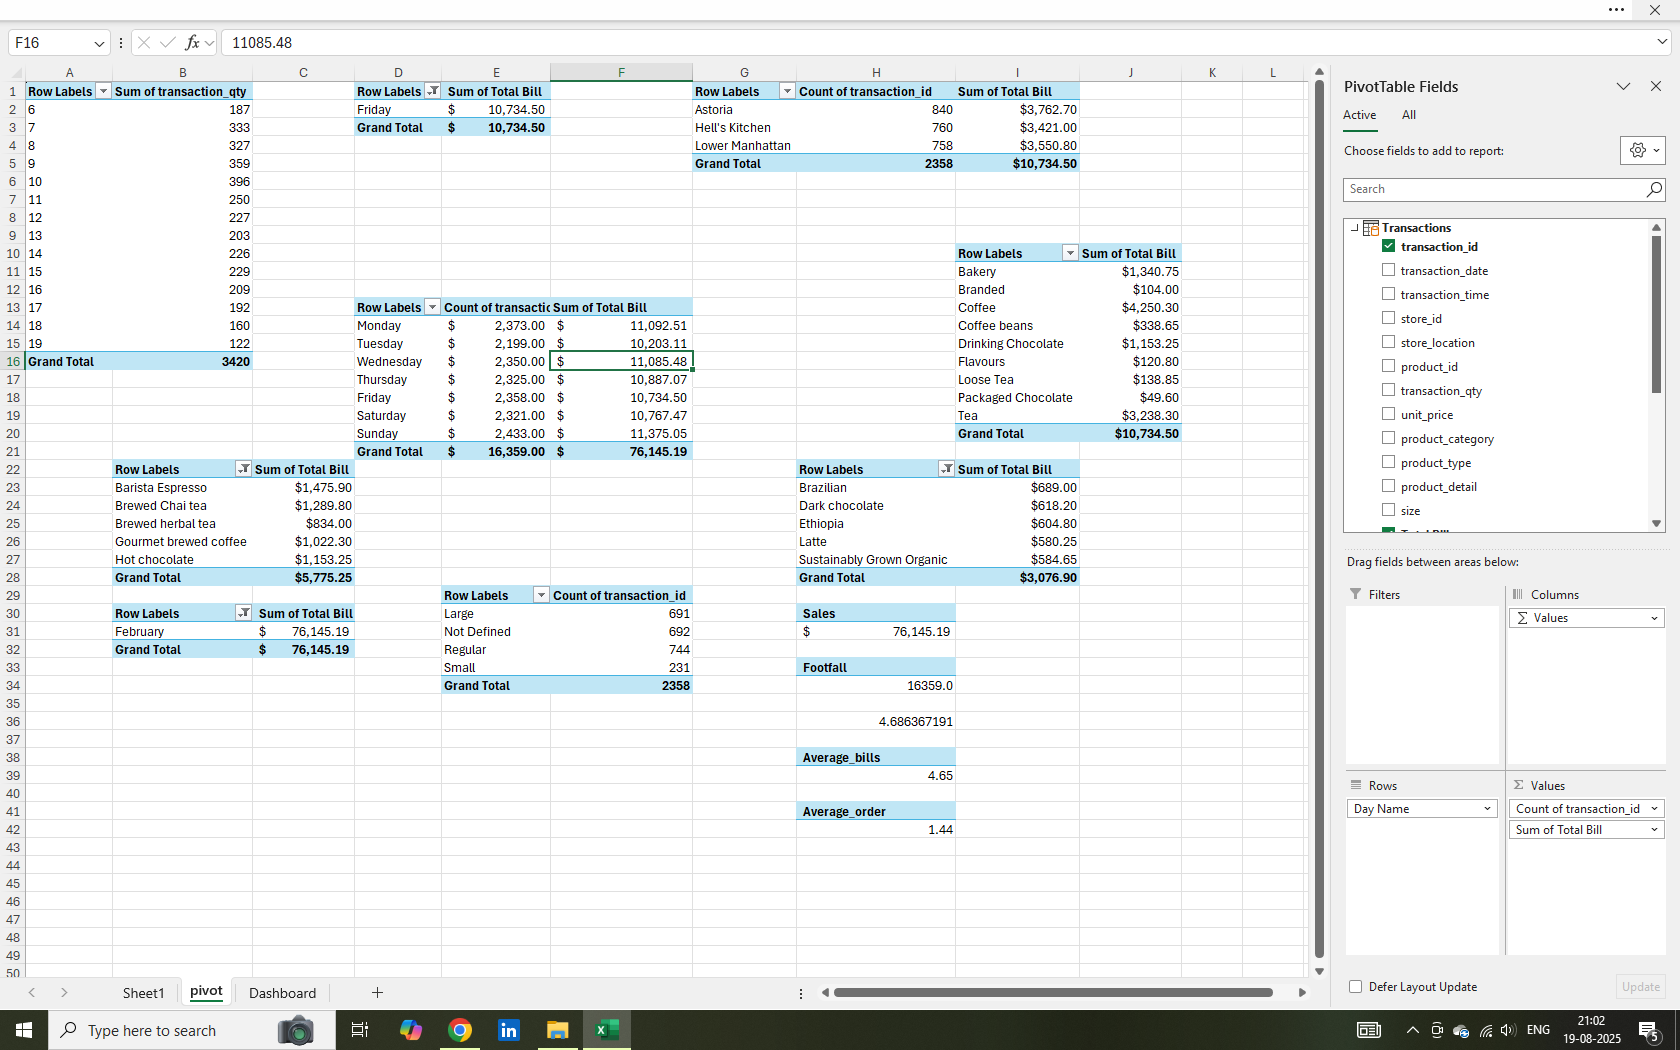 F16
fx
11085.48
A B C D E F G H I J K L
1 Row Labels Sum of transaction_qty Row Labels Sum of Total Bill Row Labels Count of transaction_id Sum of Total Bill
2 6 187 Friday $ 10,734.50 Astoria 840 $3,762.70
3 7 333 Grand Total $ 10,734.50 Hell's Kitchen 760 $3,421.00
4 8 327 Lower Manhattan 758 $3,550.80
5 9 359 Grand Total 2358 $10,734.50
6 10 396
7 11 250
8 12 227
9 13 203
10 14 226 Row Labels Sum of Total Bill
11 15 229 Bakery $1,340.75
12 16 209 Branded $104.00
13 17 192 Row Labels Count of transactic Sum of Total Bill Coffee $4,250.30
14 18 160 Monday $ 2,373.00 $ 11,092.51 Coffee beans $338.65
15 19 122 Tuesday $ 2,199.00 $ 10,203.11 Drinking Chocolate $1,153.25
16 Grand Total 3420 Wednesday $ 2,350.00 $ 11,085.48 Flavours $120.80
17 Thursday $ 2,325.00 $ 10,887.07 Loose Tea $138.85
18 Friday $ 2,358.00 $ 10,734.50 Packaged Chocolate $49.60
19 Saturday $ 2,321.00 $ 10,767.47 Tea $3,238.30
20 Sunday $ 2,433.00 $ 11,375.05 Grand Total $10,734.50
21 Grand Total $ 16,359.00 $ 76,145.19
22 Row Labels Sum of Total Bill Row Labels Sum of Total Bill
23 Barista Espresso $1,475.90 Brazilian $689.00
24 Brewed Chai tea $1,289.80 Dark chocolate $618.20
25 Brewed herbal tea $834.00 Ethiopia $604.80
26 Gourmet brewed coffee $1,022.30 Latte $580.25
27 Hot chocolate $1,153.25 Sustainably Grown Organic $584.65
28 Grand Total $5,775.25 Grand Total $3,076.90
29 Row Labels Count of transaction_id
30 Row Labels Sum of Total Bill Large 691 Sales
31 February $ 76,145.19 Not Defined 692 $ 76,145.19
32 Grand Total $ 76,145.19 Regular 744
33 Small 231 Footfall
34 Grand Total 2358 16359.0
35
36 4.686367191
37
38 Average_bills
39 4.65
40
41 Average_order
42 1.44
43
44
45
46
47
48
49
50
PivotTable Fields
Active All
Choose fields to add to report:
Search
Transactions
transaction_id
transaction_date
transaction_time
store_id
store_location
product_id
transaction_qty
unit_price
product_category
product_type
product_detail
size
Drag fields between areas below:
Filters Columns
Σ Values
Rows Σ Values
Day Name Count of transaction_id
Sum of Total Bill
Defer Layout Update Update
Sheet1 pivot Dashboard
Type here to search
ENG
21:02
19-08-2025
5